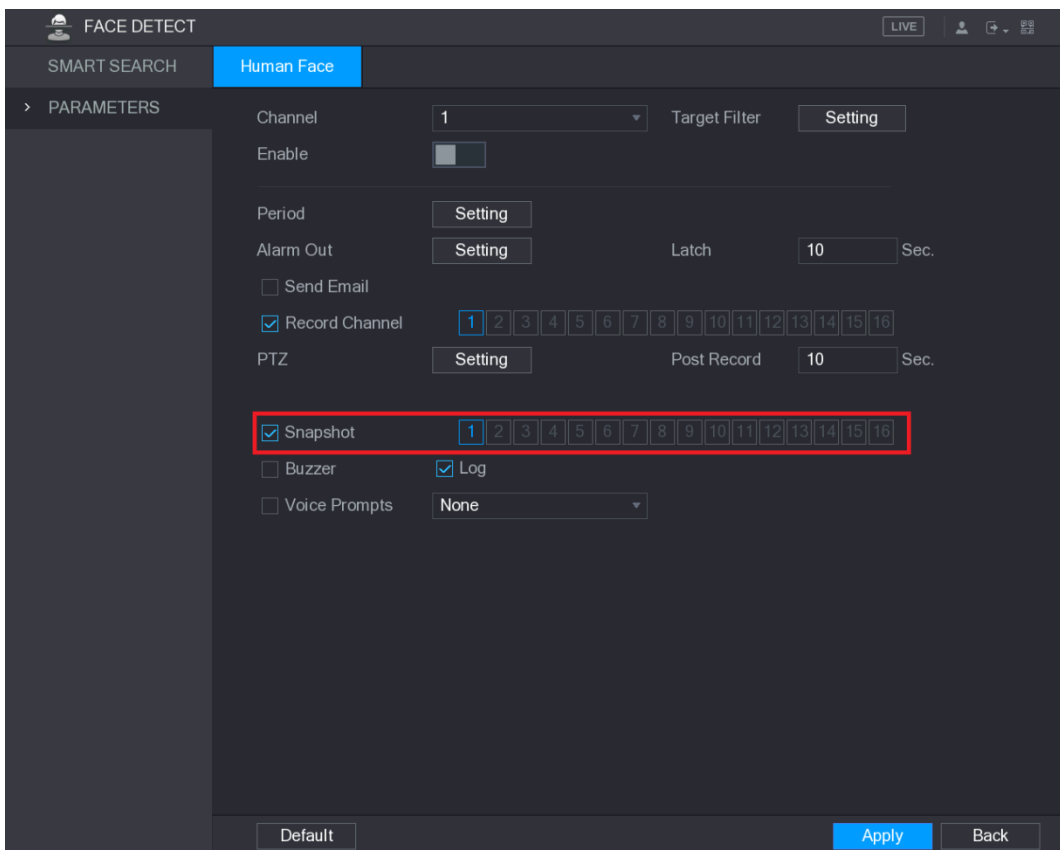 FACE DETECT LIVE
SMART SEARCH Human Face
> PARAMETERS
Channel 1 Target Filter Setting
Enable
Period Setting
Alarm Out Setting Latch 10 Sec.
Send Email
Record Channel 1 2 3 4 5 6 7 8 9 10 11 12 13 14 15 16
PTZ Setting Post Record 10 Sec.
Snapshot 1 2 3 4 5 6 7 8 9 10 11 12 13 14 15 16
Buzzer Log
Voice Prompts None
Default Apply Back